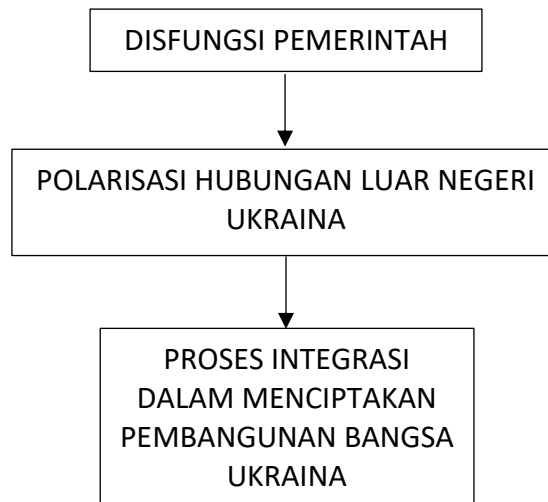 DISFUNGSI PEMERINTAH
POLARISASI HUBUNGAN LUAR NEGERI
UKRAINA
PROSES INTEGRASI
DALAM MENCIPTAKAN
PEMBANGUNAN BANGSA
UKRAINA